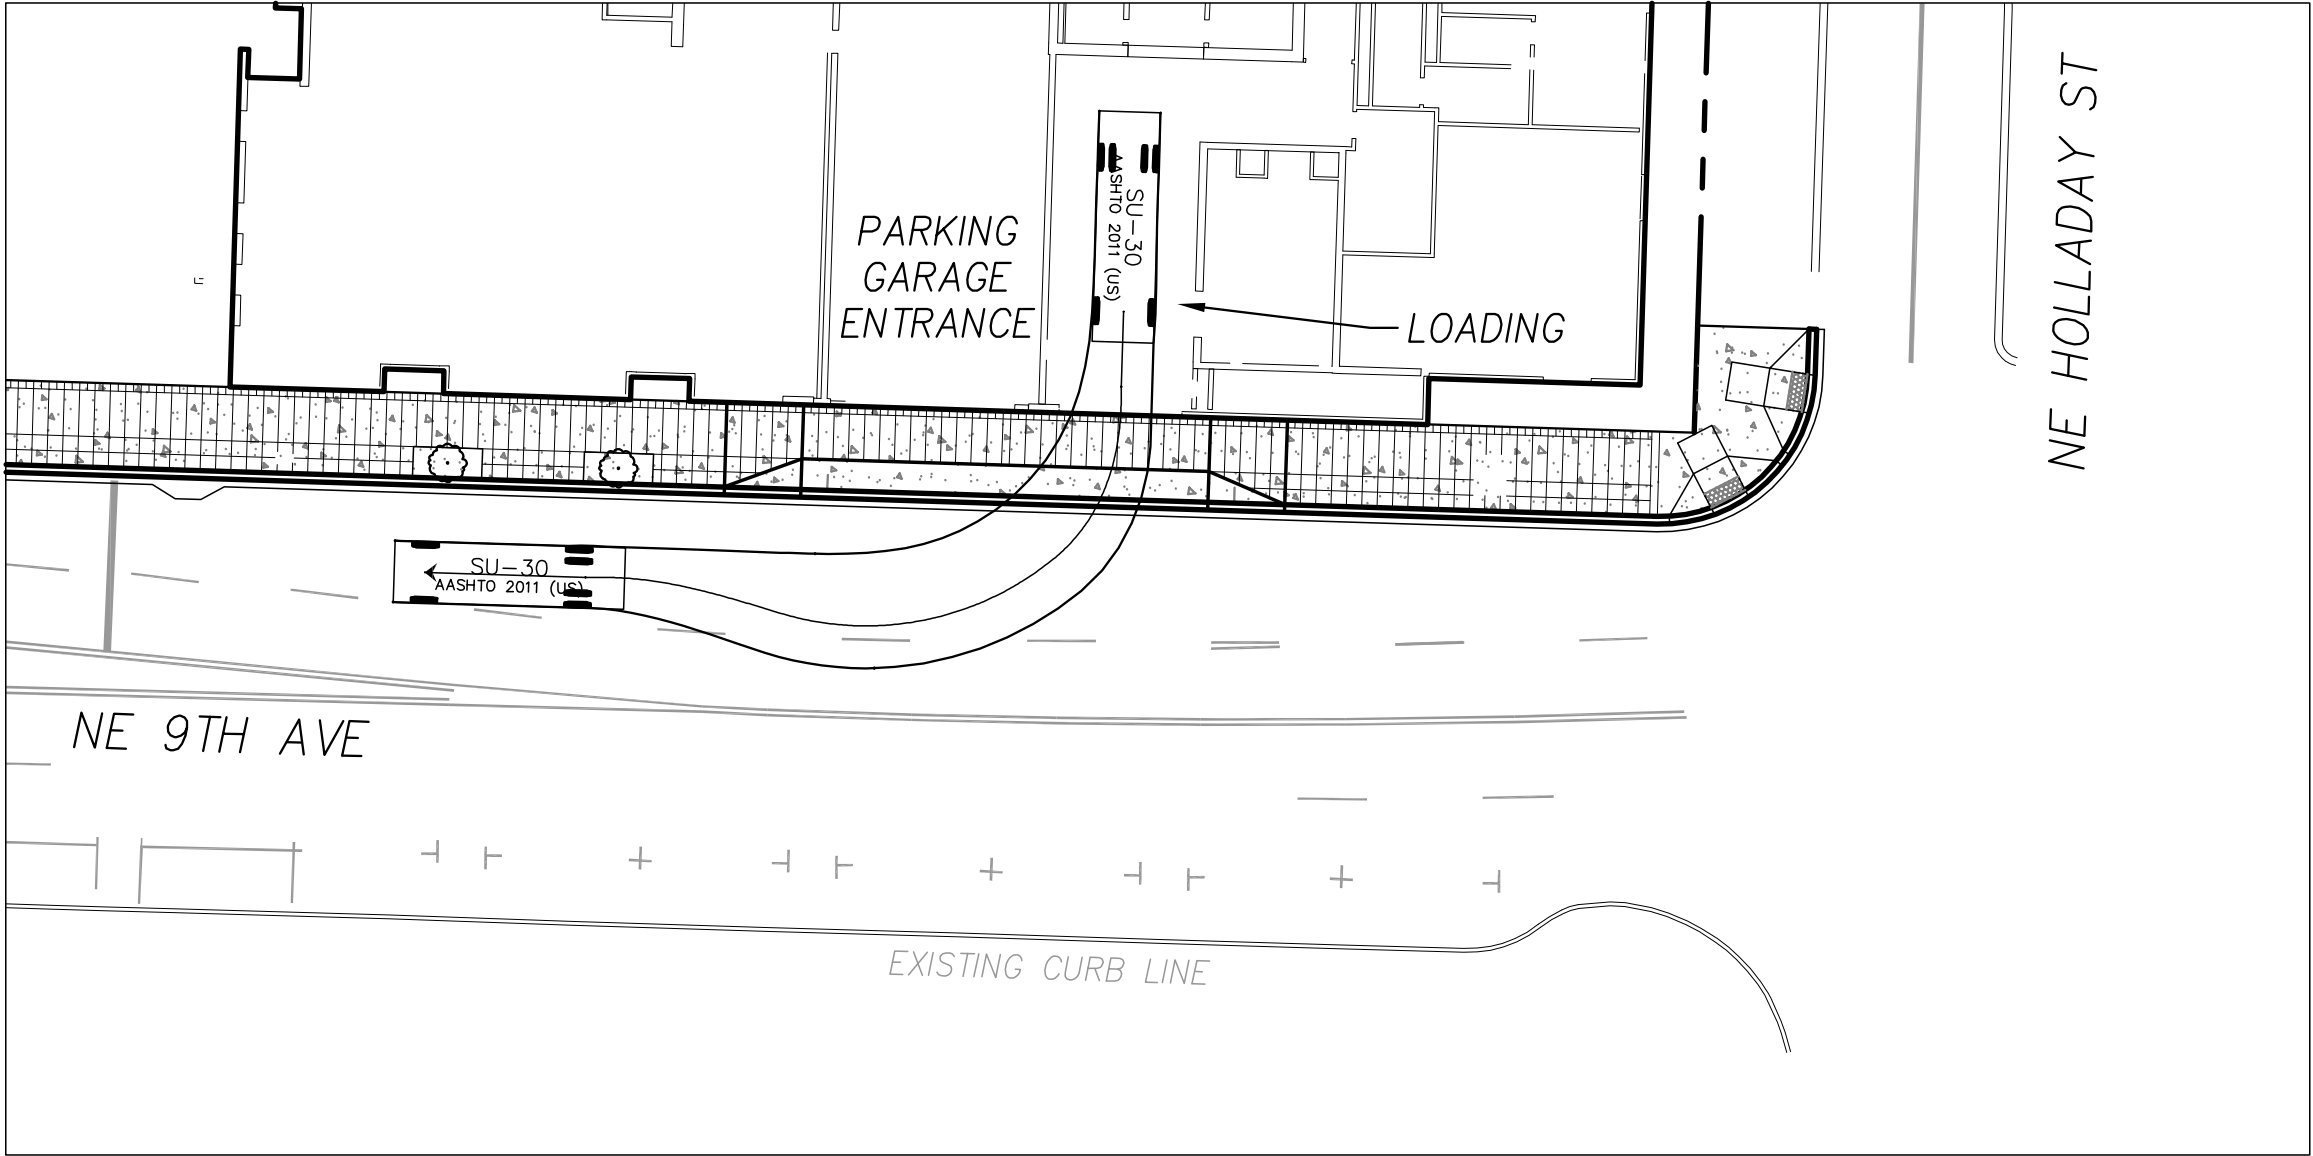 NE HOLLADAY ST
SU-30
AASHTO 2011 (US)
PARKING
GARAGE
ENTRANCE
LOADING
SU-30
AASHTO 2011 (US)
NE 9TH AVE
EXISTING CURB LINE